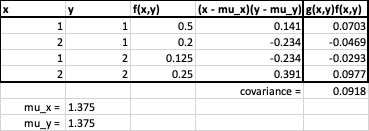 x y f(x,y) (x - mu_x)(y - mu_y) g(x,y)f(x,y)
1 1 0.5 0.141 0.0703
2 1 0.2 -0.234 -0.0469
1 2 0.125 -0.234 -0.0293
2 2 0.25 0.391 0.0977
covariance = 0.0918
mu_x = 1.375
mu_y = 1.375